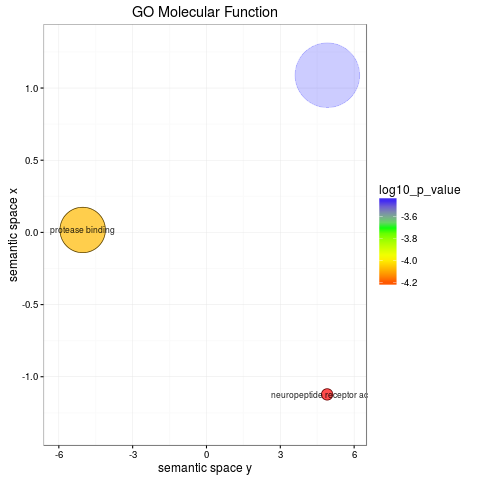 GO Molecular Function
1.0
0.5
0.0
-0.5
-1.0
semantic space x
protease binding
neuropeptide receptor ac
-6
-3
0
3
6
semantic space y
log10_p_value
-3.6
-3.8
-4.0
-4.2